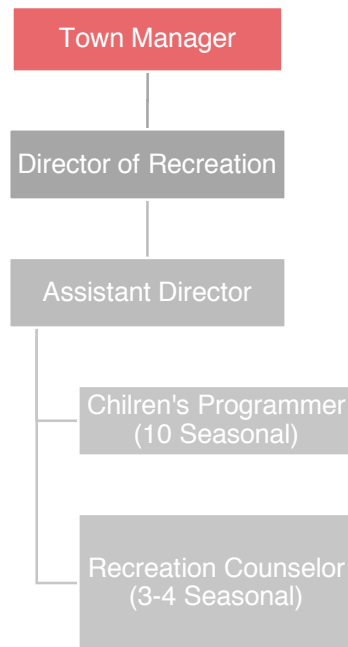 Town Manager
Director of Recreation
Assistant Director
Chilren's Programmer
(10 Seasonal)
Recreation Counselor
(3-4 Seasonal)